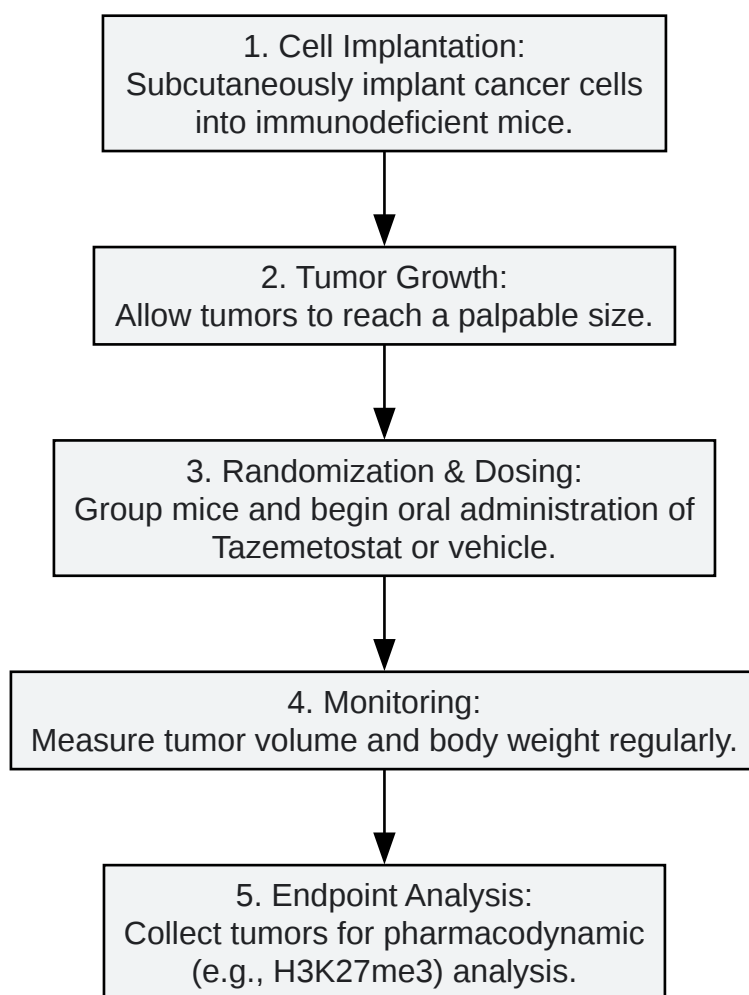 1. Cell Implantation:
Subcutaneously implant cancer cells
into immunodeficient mice.
2. Tumor Growth:
Allow tumors to reach a palpable size.
3. Randomization & Dosing:
Group mice and begin oral administration of
Tazemetostat or vehicle.
4. Monitoring:
Measure tumor volume and body weight regularly.
5. Endpoint Analysis:
Collect tumors for pharmacodynamic
(e.g., H3K27me3) analysis.